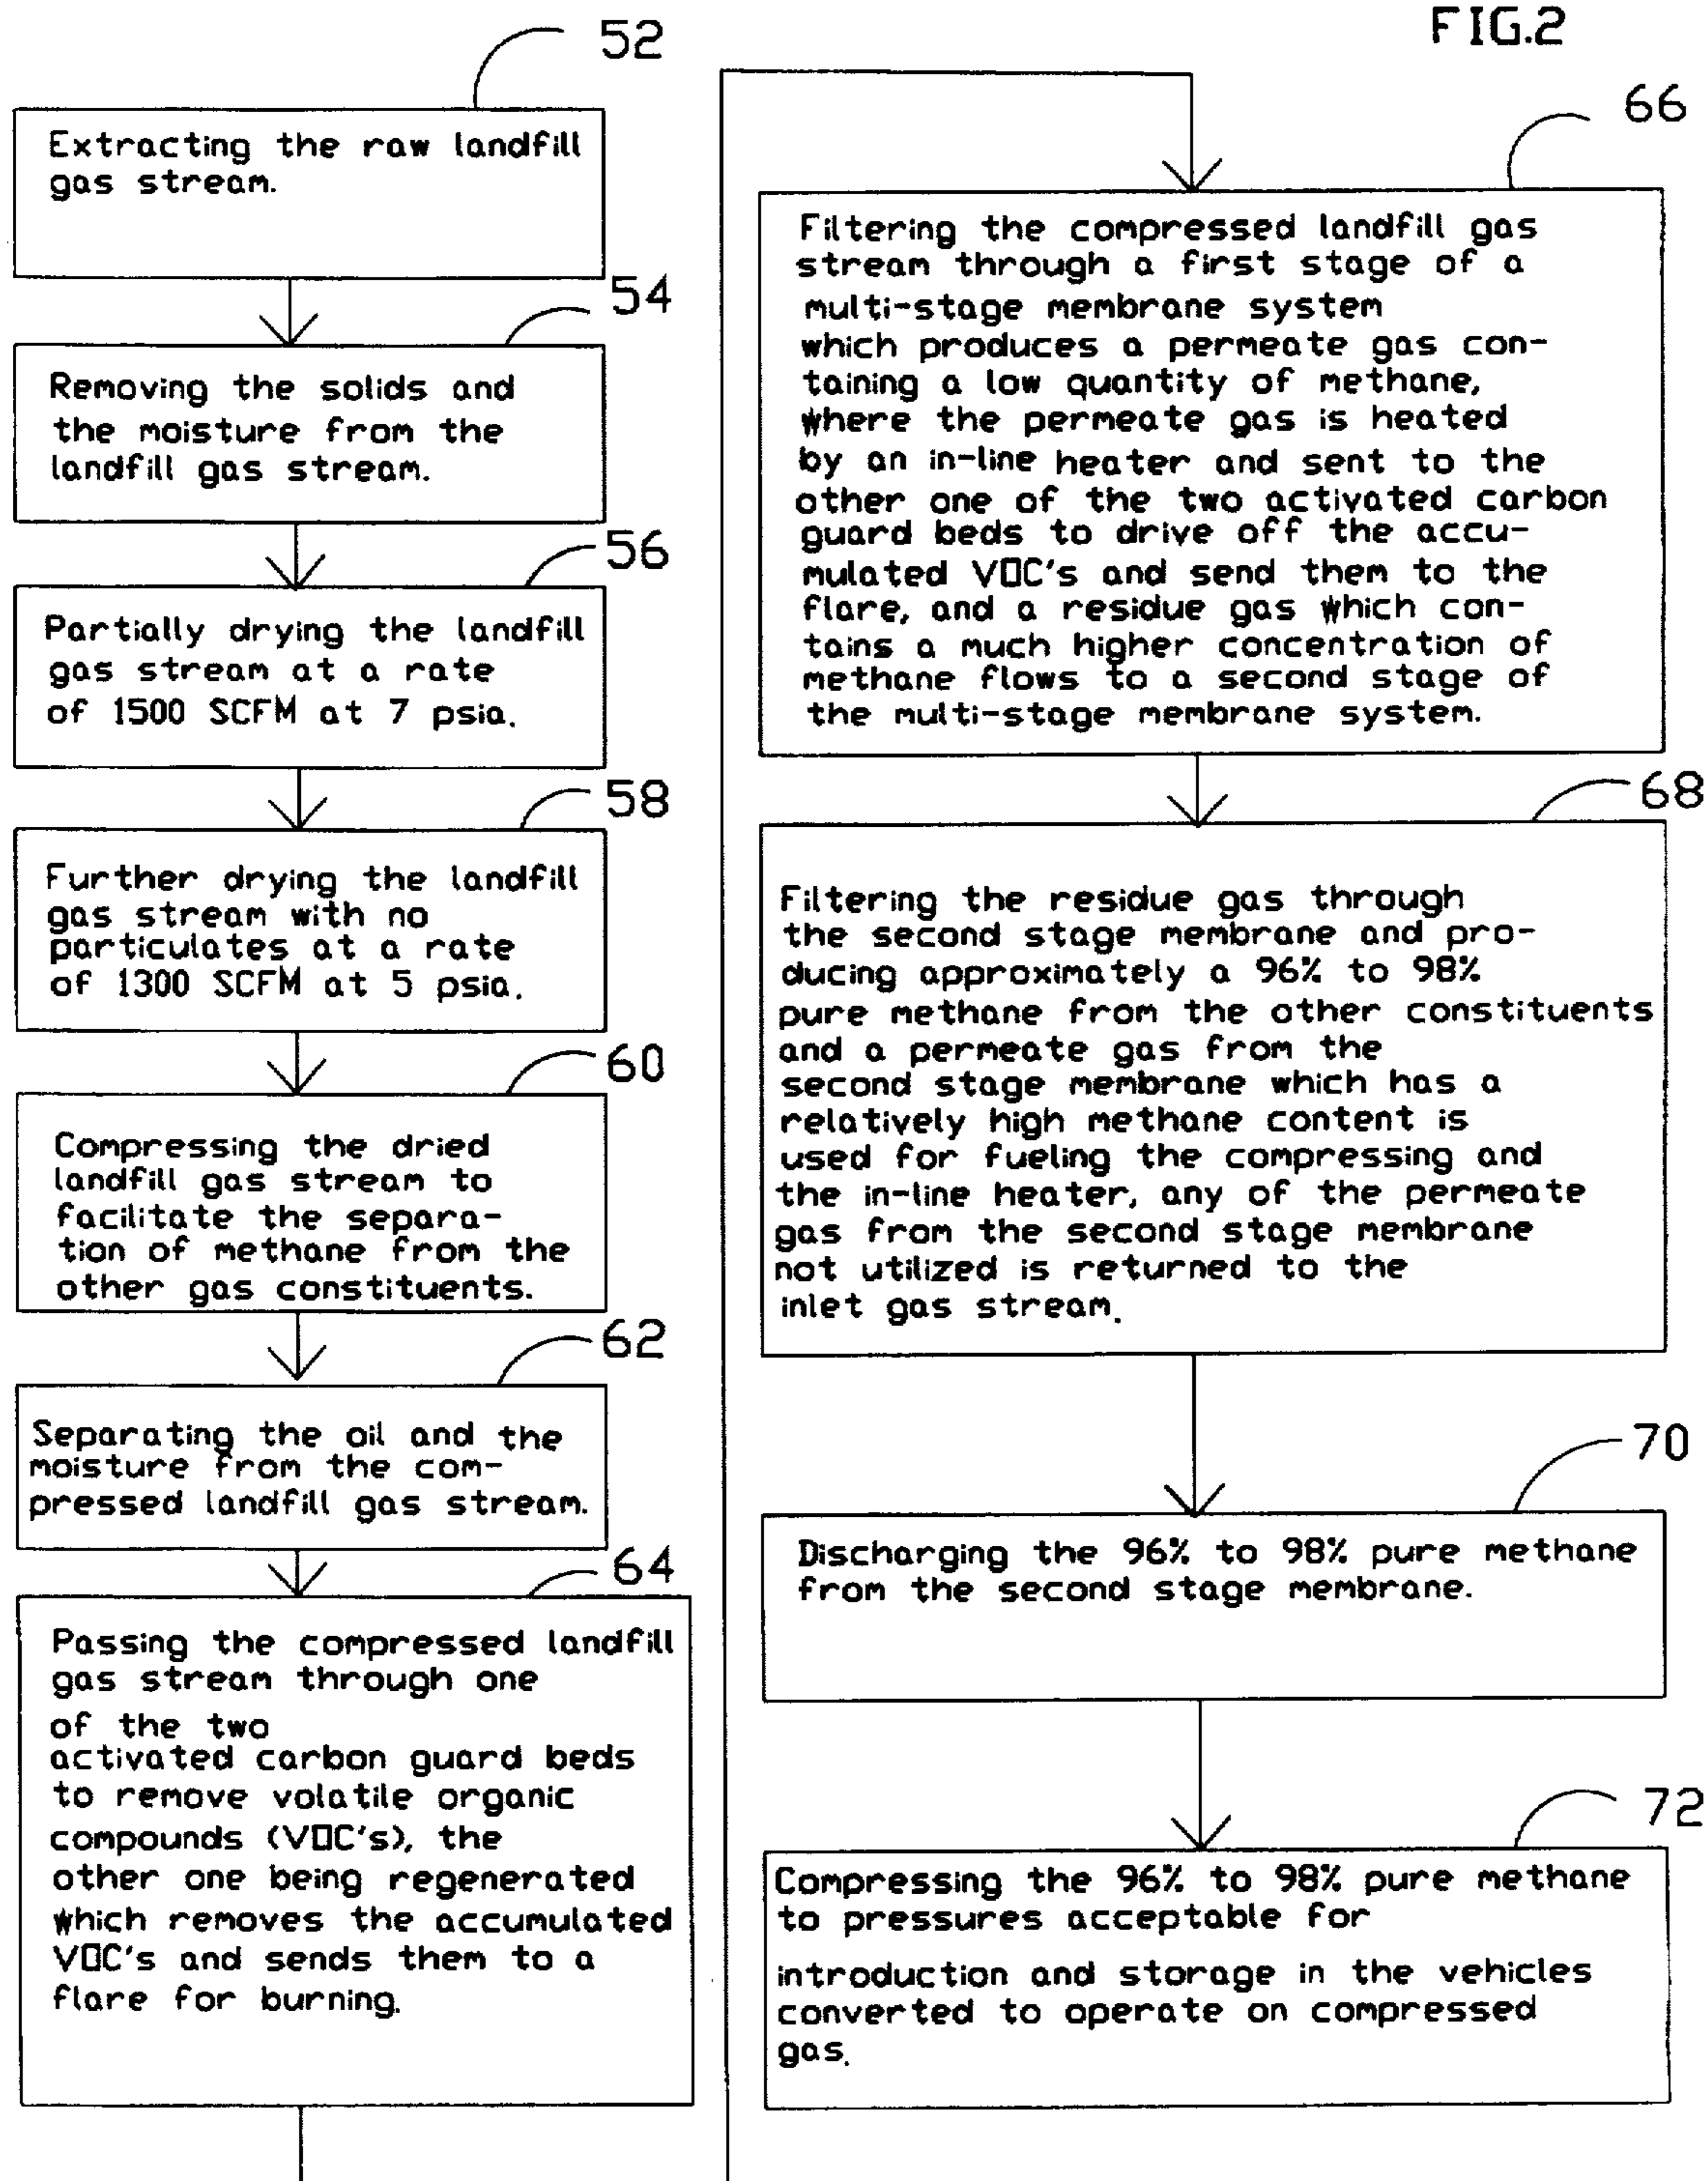 FIG.2
52
Extracting the raw landfill
gas stream.
54
Removing the solids and
the moisture from the
landfill gas stream.
56
Partially drying the landfill
gas stream at a rate
of 1500 SCFM at 7 psia.
58
Further drying the landfill
gas stream with no
particulates at a rate
of 1300 SCFM at 5 psia.
60
Compressing the dried
landfill gas stream to
facilitate the separa-
tion of methane from the
other gas constituents.
62
Separating the oil and the
moisture from the com-
pressed landfill gas stream.
64
Passing the compressed landfill
gas stream through one
of the two
activated carbon guard beds
to remove volatile organic
compounds (VOC's), the
other one being regenerated
which removes the accumulated
VOC's and sends them to a
flare for burning.
66
Filtering the compressed landfill gas
stream through a first stage of a
multi-stage membrane system
which produces a permeate gas con-
taining a low quantity of methane,
where the permeate gas is heated
by an in-line heater and sent to the
other one of the two activated carbon
guard beds to drive off the accu-
mulated VOC's and send them to the
flare, and a residue gas which con-
tains a much higher concentration of
methane flows to a second stage of
the multi-stage membrane system.
68
Filtering the residue gas through
the second stage membrane and pro-
ducing approximately a 96% to 98%
pure methane from the other constituents
and a permeate gas from the
second stage membrane which has a
relatively high methane content is
used for fueling the compressing and
the in-line heater, any of the permeate
gas from the second stage membrane
not utilized is returned to the
inlet gas stream.
70
Discharging the 96% to 98% pure methane
from the second stage membrane.
72
Compressing the 96% to 98% pure methane
to pressures acceptable for
introduction and storage in the vehicles
converted to operate on compressed
gas.